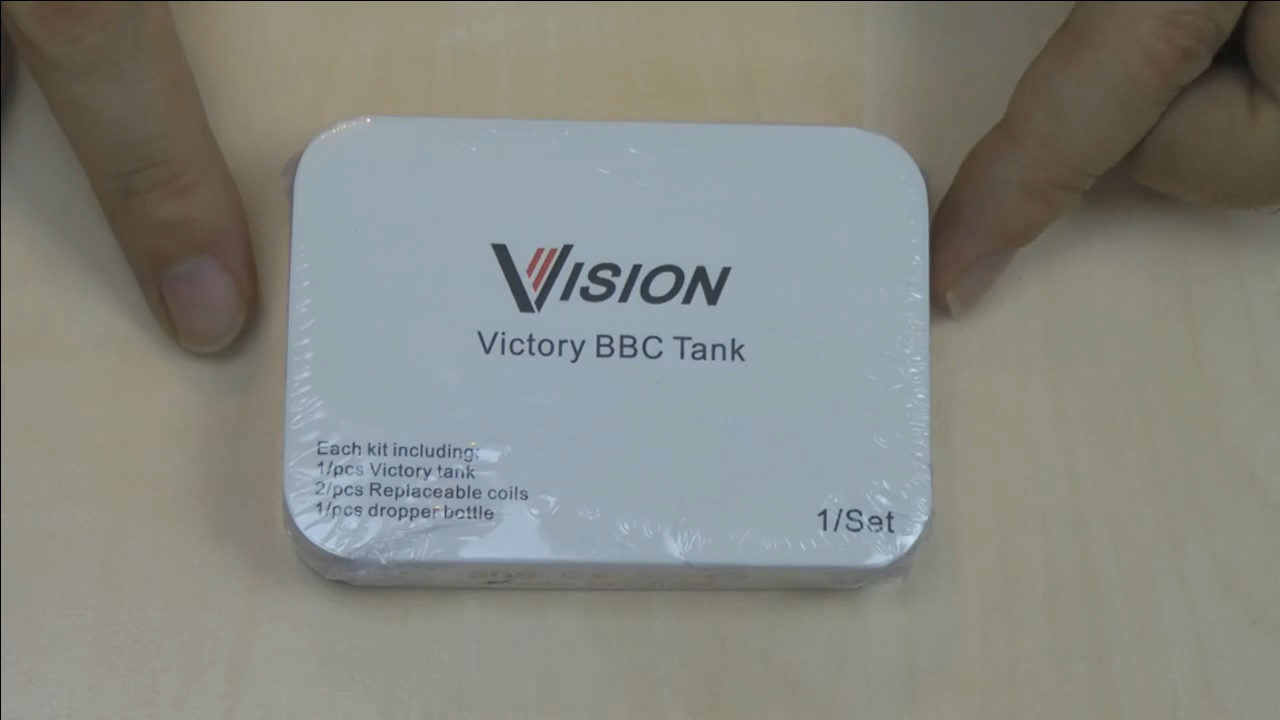 VISION
Victory BBC Tank
Each kit including:
1/pcs Victory tank
2/pcs Replaceable coils
1/pcs dropper bottle
1/Set